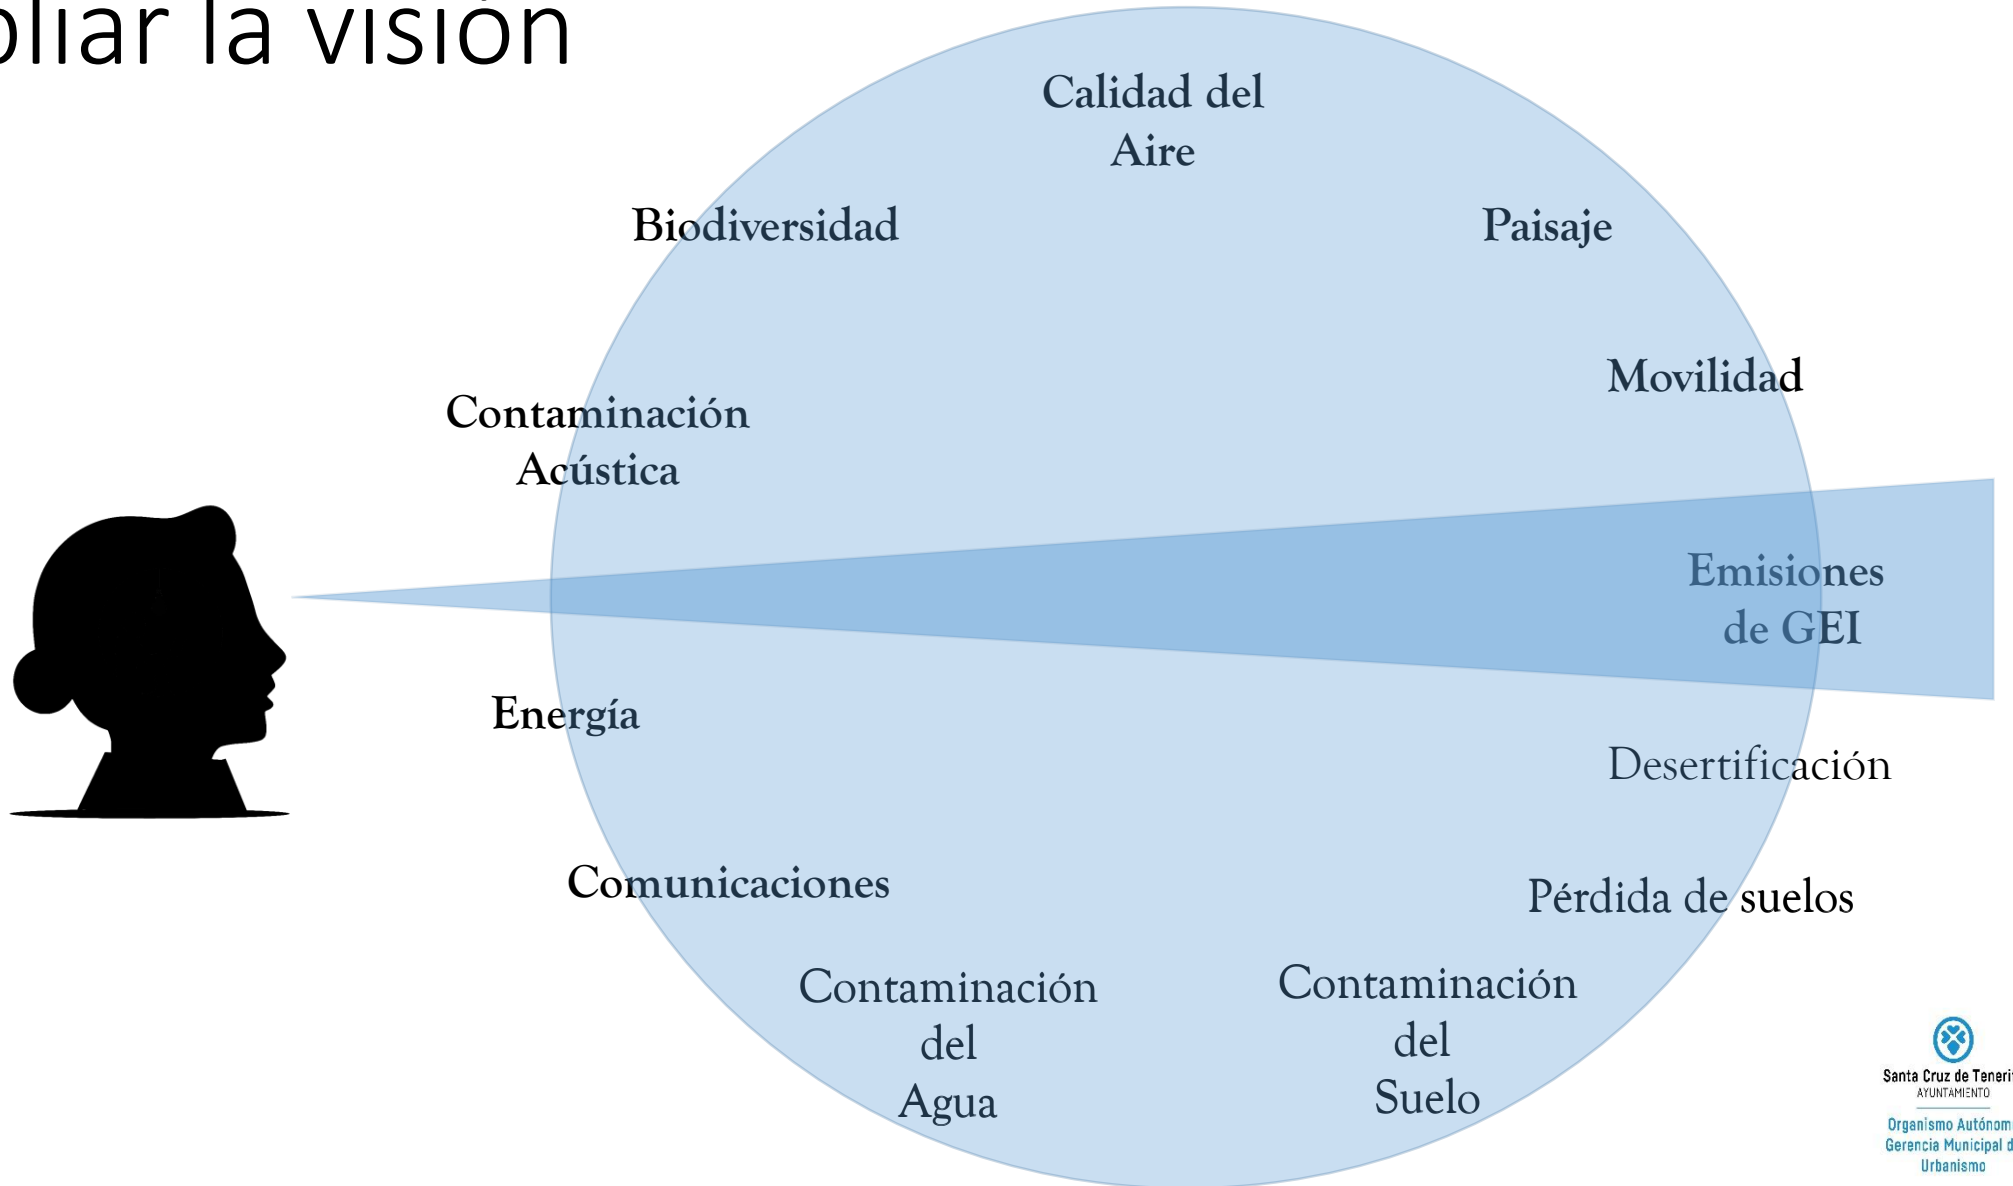 pliar la visión
Calidad del
Aire
Biodiversidad
Paisaje
Movilidad
Contaminación
Acústica
Emisiones
de GEI
Energía
Desertificación
Comunicaciones
Pérdida de suelos
Contaminación
del
Agua
Contaminación
del
Suelo
Santa Cruz de Tenerif
AYUNTAMIENTO
Organismo Autónom
Gerencia Municipal d
Urbanismo